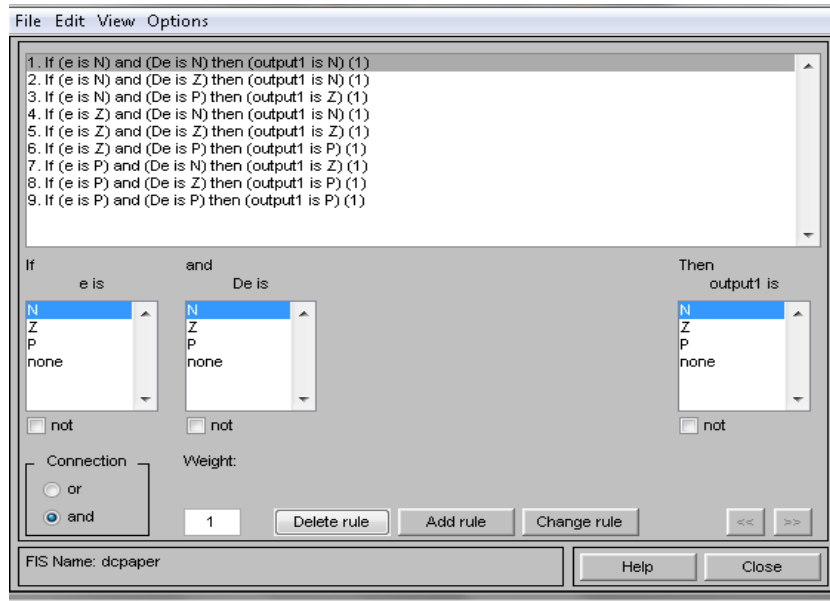 File Edit View Options
1. If (e is N) and (De is N) then (output1 is N) (1)
2. If (e is N) and (De is Z) then (output1 is N) (1)
3. If (e is N) and (De is P) then (output1 is Z) (1)
4. If (e is Z) and (De is N) then (output1 is N) (1)
5. If (e is Z) and (De is Z) then (output1 is Z) (1)
6. If (e is Z) and (De is P) then (output1 is P) (1)
7. If (e is P) and (De is N) then (output1 is Z) (1)
8. If (e is P) and (De is Z) then (output1 is P) (1)
9. If (e is P) and (De is P) then (output1 is P) (1)
If and Then
e is De is output1 is
N N N
Z Z Z
P P P
none none none
not not not
Connection Weight:
or
and 1 Delete rule Add rule Change rule << >>
FIS Name: dcpaper Help Close